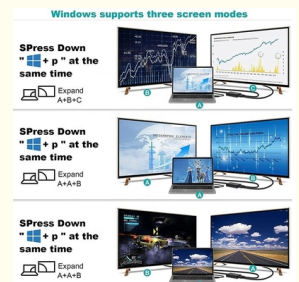 Windows supports three screen modes
SPress Down
" + p " at the
same time
Expand
A+B+C
B
A
C
SPress Down
" + p " at the
same time
Expand
A+A+B
A
A
B
SPress Down
" + p " at the
same time
Expand
A+A+B
B
A
A